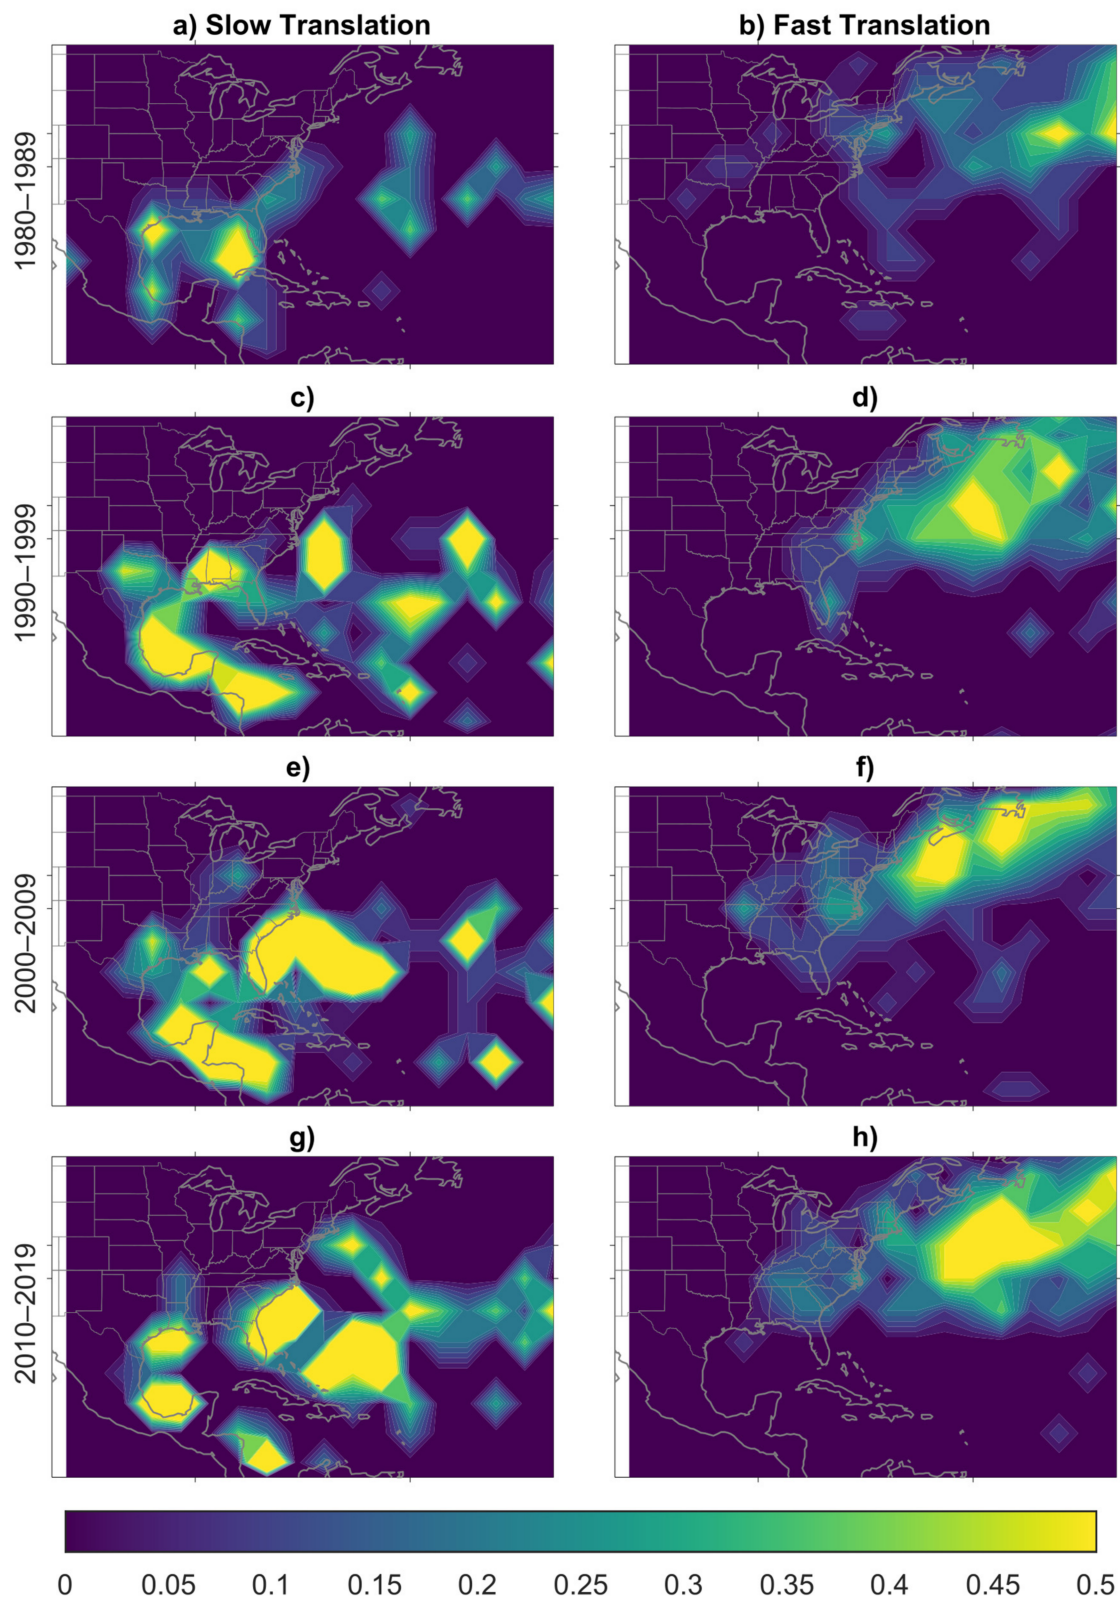 a) Slow Translation
b) Fast Translation
1980–1989
c)
d)
1990–1999
e)
f)
2000–2009
g)
h)
2010–2019
0 0.05 0.1 0.15 0.2 0.25 0.3 0.35 0.4 0.45 0.5